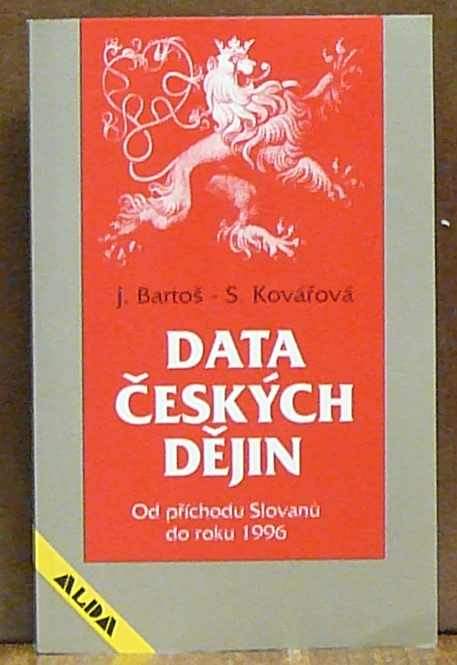 J. Bartoš - S. Kovářová
DATA
ČESKÝCH
DĚJIN
Od příchodu Slovanů
do roku 1996
ALDA